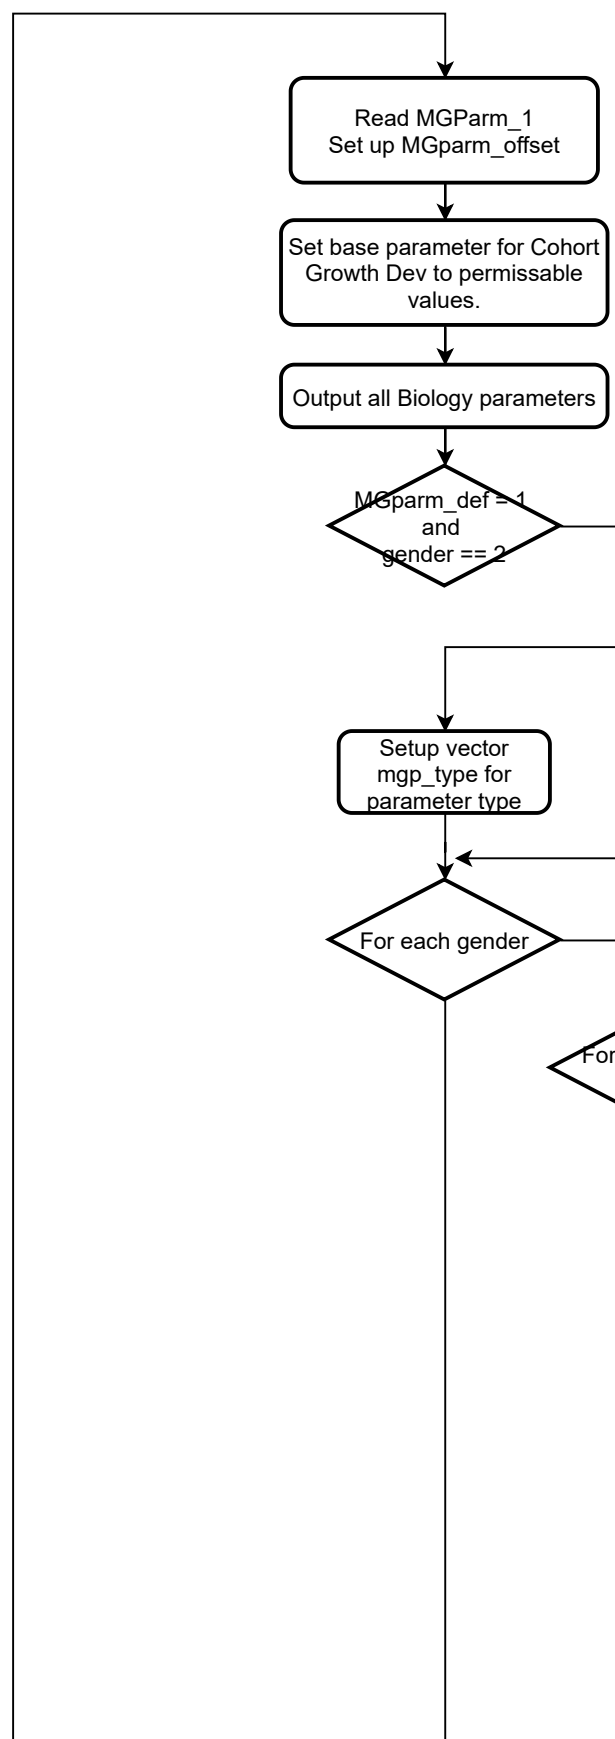 Read MGParm_1
Set up MGparm_offset
Set base parameter for Cohort
Growth Dev to permissable
values.
Output all Biology parameters
MGparm_def = 1
and
gender == 2
Setup vector
mgp_type for
parameter type
For each gender
For